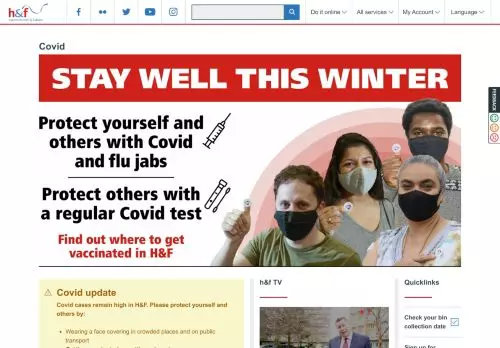 h&f
Do it online
All services
My Account
Language
Covid
STAY WELL THIS WINTER
Protect yourself and
others with Covid
and flu jabs
Protect others with
a regular Covid test
Find out where to get
vaccinated in H&F
FEEDBACK
Covid update
Covid cases remain high in H&F. Please protect yourself and
others by:
Wearing a face covering in crowded places and on public
transport
h&f TV
Quicklinks
Check your bin
collection date
Sign up for